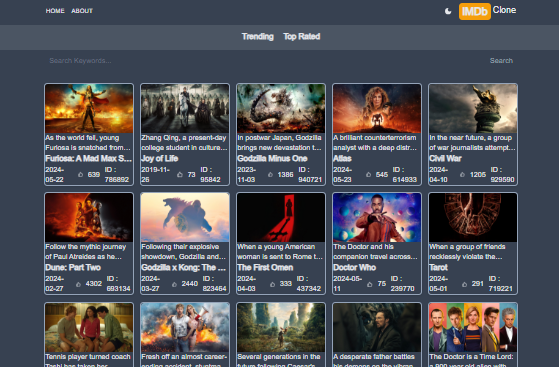 HOME ABOUT IMDb Clone
Trending Top Rated
Search Keywords... Search
As the world fell, young
Furiosa is snatched from...
Furiosa: A Mad Max S...
2024-05-22 639 ID : 786892
Zhang Qing, a present-day
college student in culture...
Joy of Life
2019-11-26 73 ID : 95842
In postwar Japan, Godzilla
brings new devastation t...
Godzilla Minus One
2023-11-03 1386 ID : 940721
A brilliant counterterrorism
analyst with a deep distr...
Atlas
2024-05-23 545 ID : 614933
In the near future, a group
of war journalists attempt...
Civil War
2024-04-10 1205 ID : 929590
Follow the mythic journey
of Paul Atreides as he...
Dune: Part Two
2024-02-27 4302 ID : 693134
Following their explosive
showdown, Godzilla and...
Godzilla x Kong: The ...
2024-03-27 2440 ID : 823464
When a young American
woman is sent to Rome t...
The First Omen
2024-04-03 333 ID : 437342
The Doctor and his
companion travel across...
Doctor Who
2024-05-11 75 ID : 239770
When a group of friends
recklessly violate the...
Tarot
2024-05-01 291 ID : 719221
Tennis player turned coach
Tashi has taken her
Fresh off an almost career-
ending accident, stuntman
Several generations in the
future following Caesar's
A desperate father battles
his demons on the
The Doctor is a Time Lord:
a 900 year old alien with